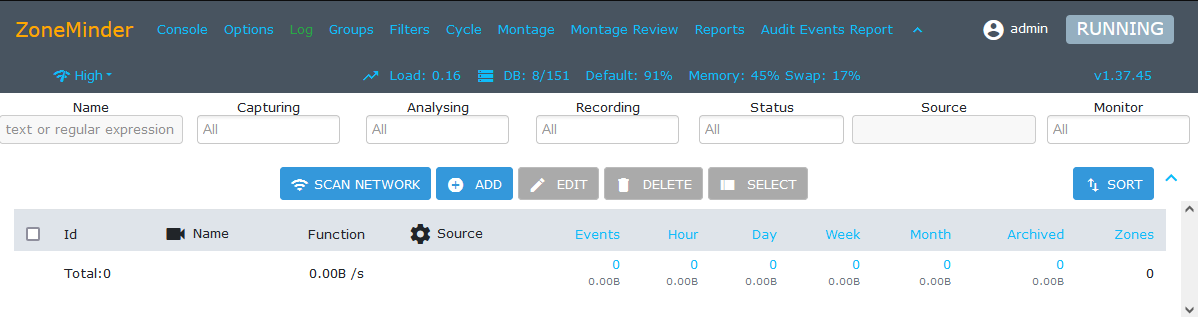 ZoneMinder Console Options Log Groups Filters Cycle Montage Montage Review Reports Audit Events Report admin RUNNING
High Load: 0.16 DB: 8/151 Default: 91% Memory: 45% Swap: 17% v1.37.45
Name Capturing Analysing Recording Status Source Monitor
text or regular expression All All All All All
SCAN NETWORK ADD EDIT DELETE SELECT SORT
Id Name Function Source Events Hour Day Week Month Archived Zones
Total:0 0.00B /s 0 0 0 0 0 0 0
0.00B 0.00B 0.00B 0.00B 0.00B 0.00B